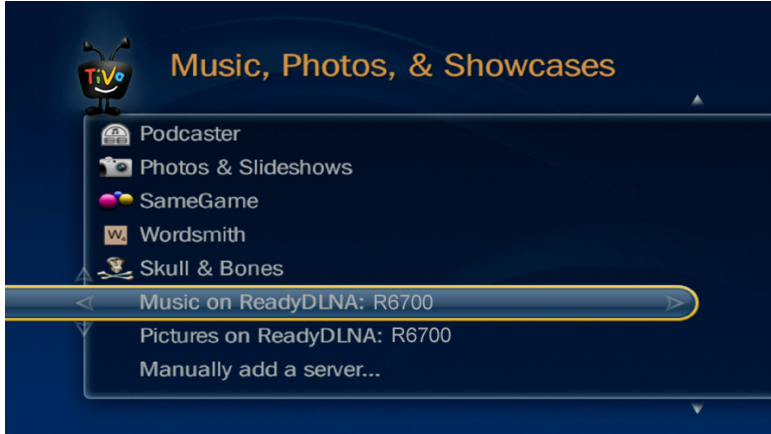 TiVo
Music, Photos, & Showcases
Podcaster
Photos & Slideshows
SameGame
W4
Wordsmith
Skull & Bones
Music on ReadyDLNA: R6700
Pictures on ReadyDLNA: R6700
Manually add a server...